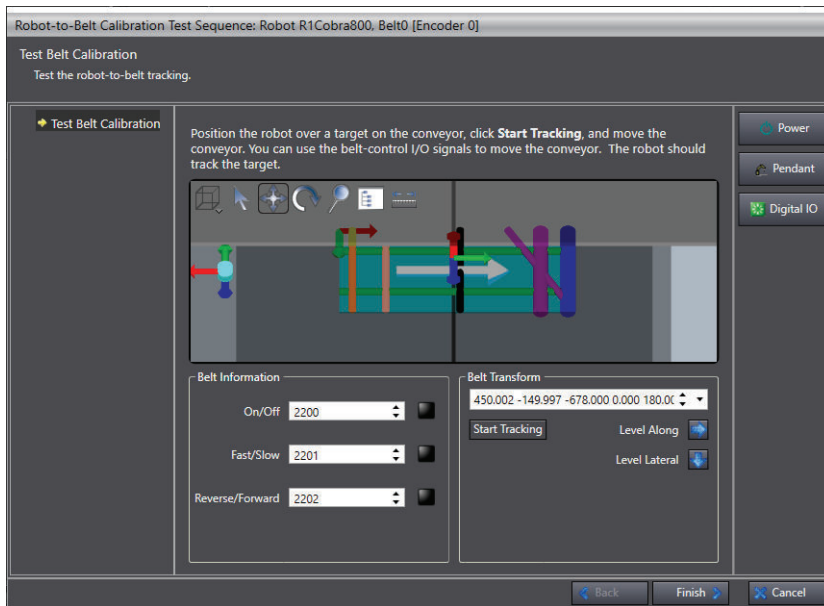 Robot-to-Belt Calibration Test Sequence: Robot R1Cobra800, Belt0 [Encoder 0]
Test Belt Calibration
Test the robot-to-belt tracking.
Test Belt Calibration
Position the robot over a target on the conveyor, click Start Tracking, and move the
conveyor. You can use the belt-control I/O signals to move the conveyor. The robot should
track the target.
Power
Pendant
Digital IO
Belt Information
On/Off 2200
Fast/Slow 2201
Reverse/Forward 2202
Belt Transform
450.002 -149.997 -678.000 0.000 180.00
Start Tracking
Level Along
Level Lateral
Back
Finish
Cancel